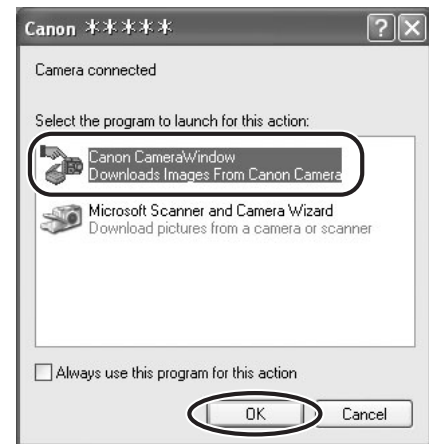 Canon *****
Camera connected
Select the program to launch for this action:
Canon CameraWindow
Downloads Images From Canon Camera
Microsoft Scanner and Camera Wizard
Download pictures from a camera or scanner
Always use this program for this action
OK
Cancel